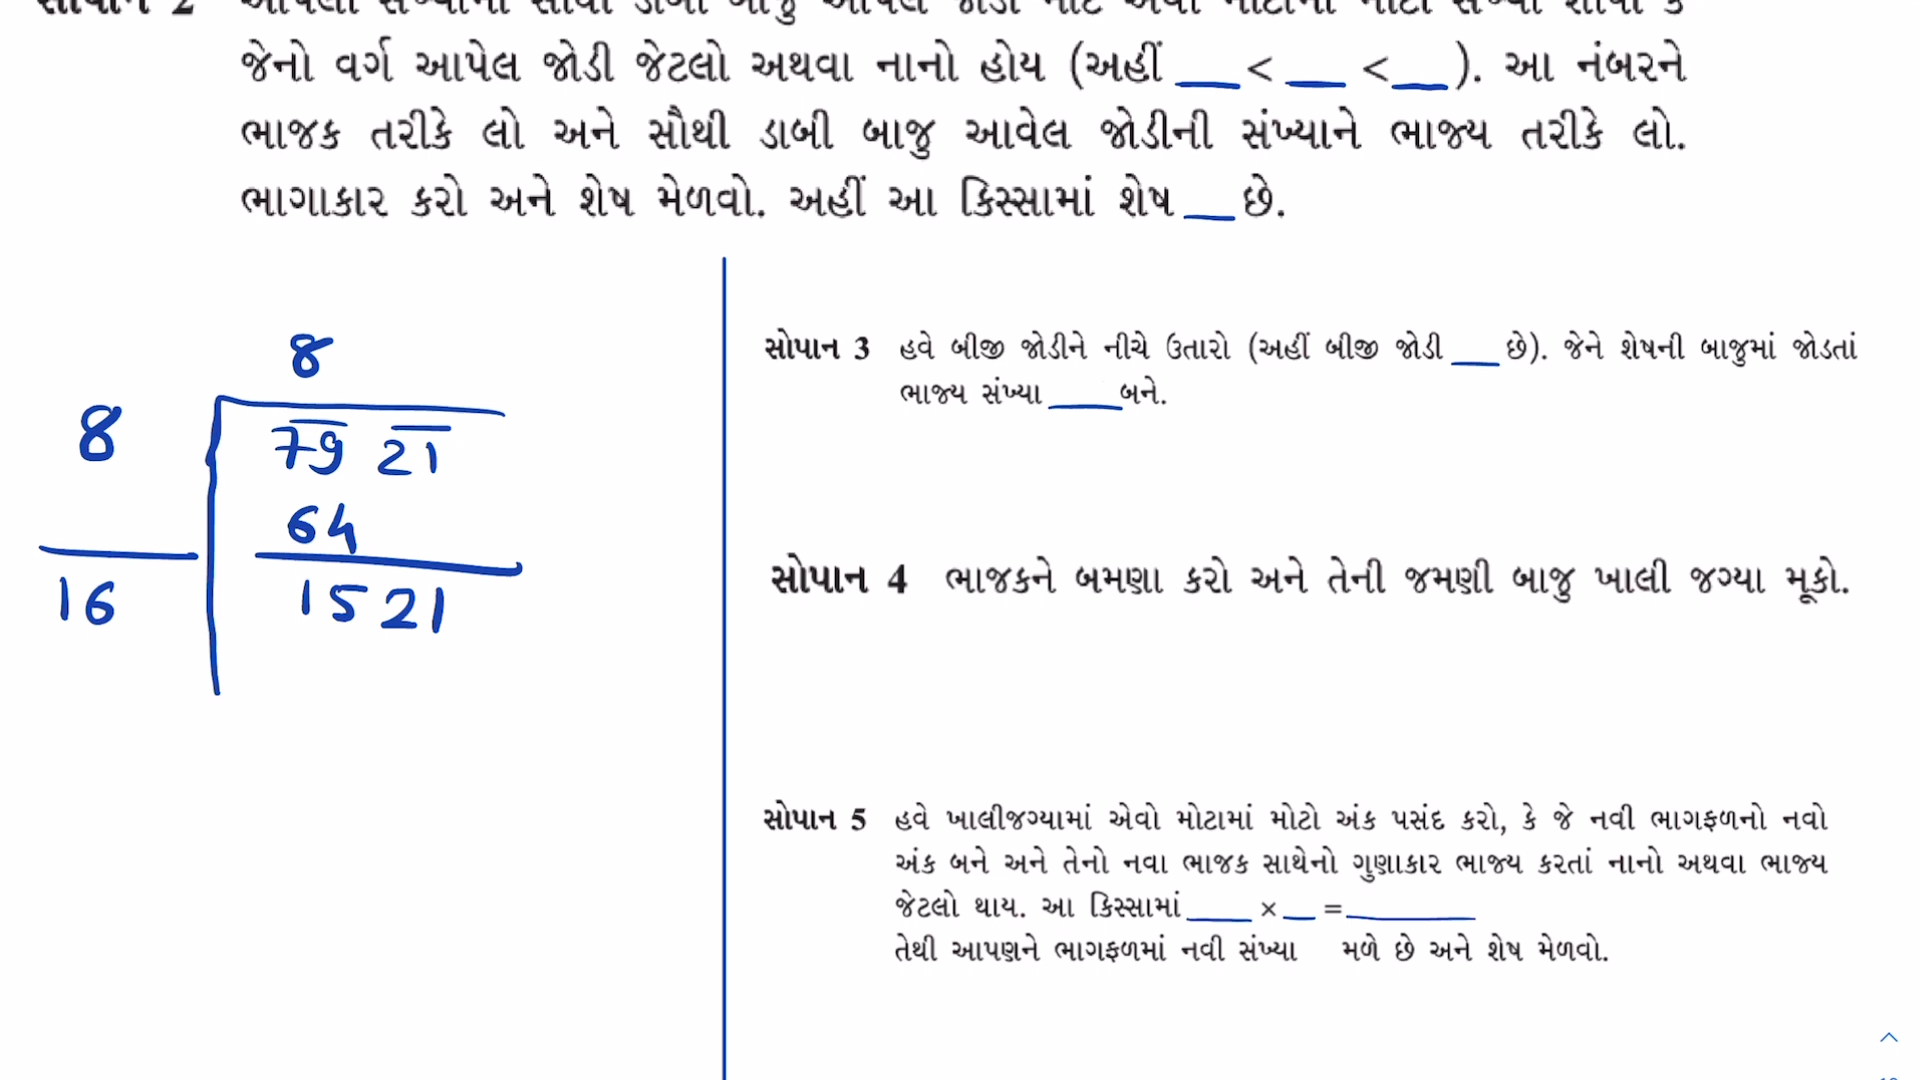 સોપાન 2
જેનો વર્ગ આપેલ જોડી જેટલો અથવા નાનો હોય (અહીં __ < __ < __). આ નંબરને
ભાજક તરીકે લો અને સૌથી ડાબી બાજુ આવેલ જોડીની સંખ્યાને ભાજ્ય તરીકે લો.
ભાગાકાર કરો અને શેષ મેળવો. અહીં આ કિસ્સામાં શેષ __ છે.
8
8
79 21
64
16
1521
સોપાન 3 હવે બીજી જોડીને નીચે ઉતારો (અહીં બીજી જોડી __ છે). જેને શેષની બાજુમાં જોડતાં
ભાજ્ય સંખ્યા ___ બને.
સોપાન 4 ભાજકને બમણા કરો અને તેની જમણી બાજુ ખાલી જગ્યા મૂકો.
સોપાન 5 હવે ખાલીજગ્યામાં એવો મોટામાં મોટો અંક પસંદ કરો, કે જે નવી ભાગફળનો નવો
અંક બને અને તેનો નવા ભાજક સાથેનો ગુણાકાર ભાજ્ય કરતાં નાનો અથવા ભાજ્ય
જેટલો થાય. આ કિસ્સામાં ___ × __ = _____
તેથી આપણને ભાગફળમાં નવી સંખ્યા મળે છે અને શેષ મેળવો.